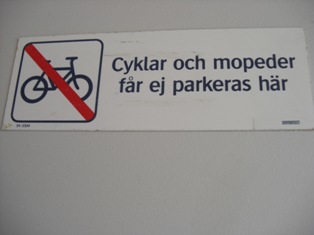 Cyklar och mopeder
får ej parkeras här